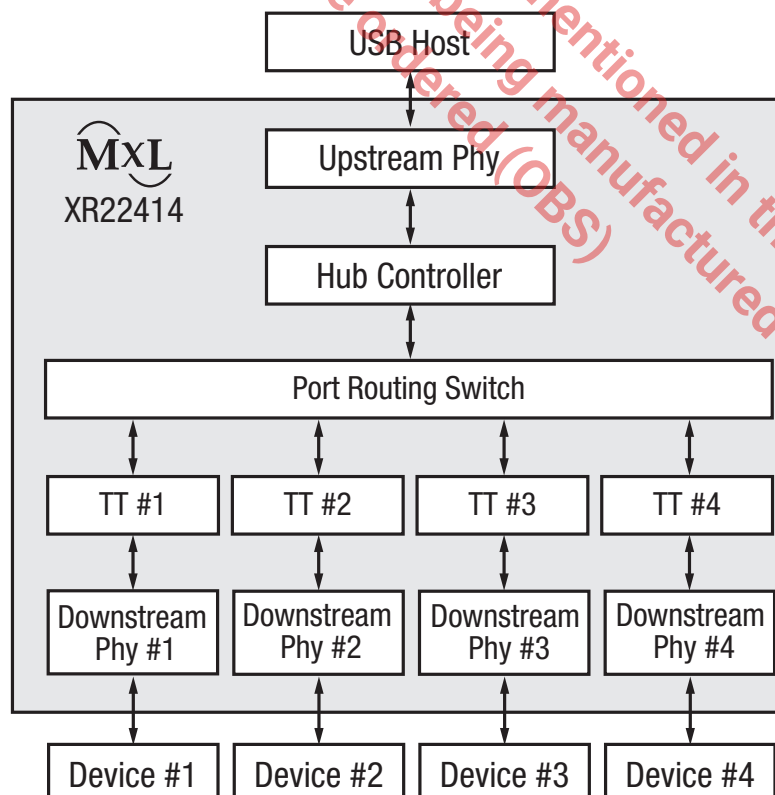 USB Host
MxL
XR22414
Upstream Phy
Hub Controller
Port Routing Switch
TT #1 TT #2 TT #3 TT #4
Downstream Phy #1
Downstream Phy #2
Downstream Phy #3
Downstream Phy #4
Device #1 Device #2 Device #3 Device #4
mentioned in
being manufactured
ordered (OBS)